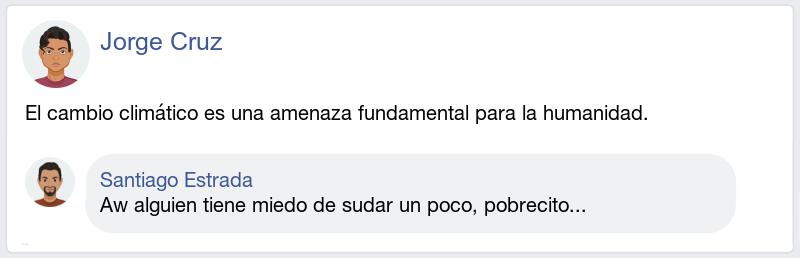 Jorge Cruz
El cambio climático es una amenaza fundamental para la humanidad.
Santiago Estrada
Aw alguien tiene miedo de sudar un poco, pobrecito...